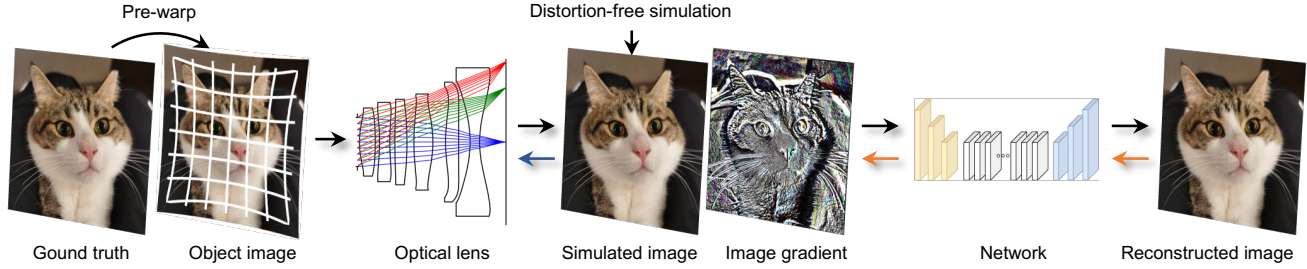 Pre-warp
Distortion-free simulation
Gound truth
Object image
Optical lens
Simulated image
Image gradient
Network
Reconstructed image